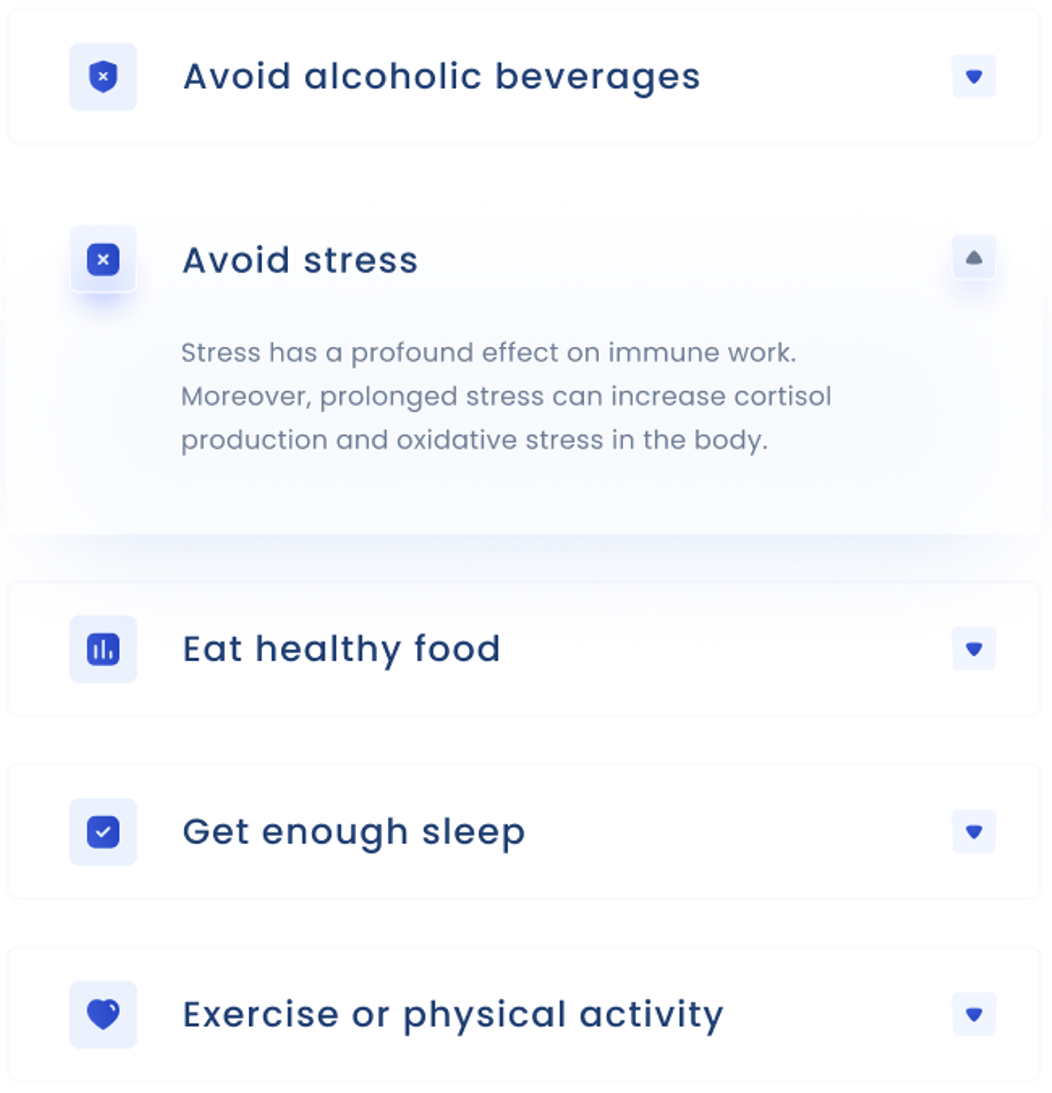 Avoid alcoholic beverages
Avoid stress
Stress has a profound effect on immune work.
Moreover, prolonged stress can increase cortisol
production and oxidative stress in the body.
Eat healthy food
Get enough sleep
Exercise or physical activity